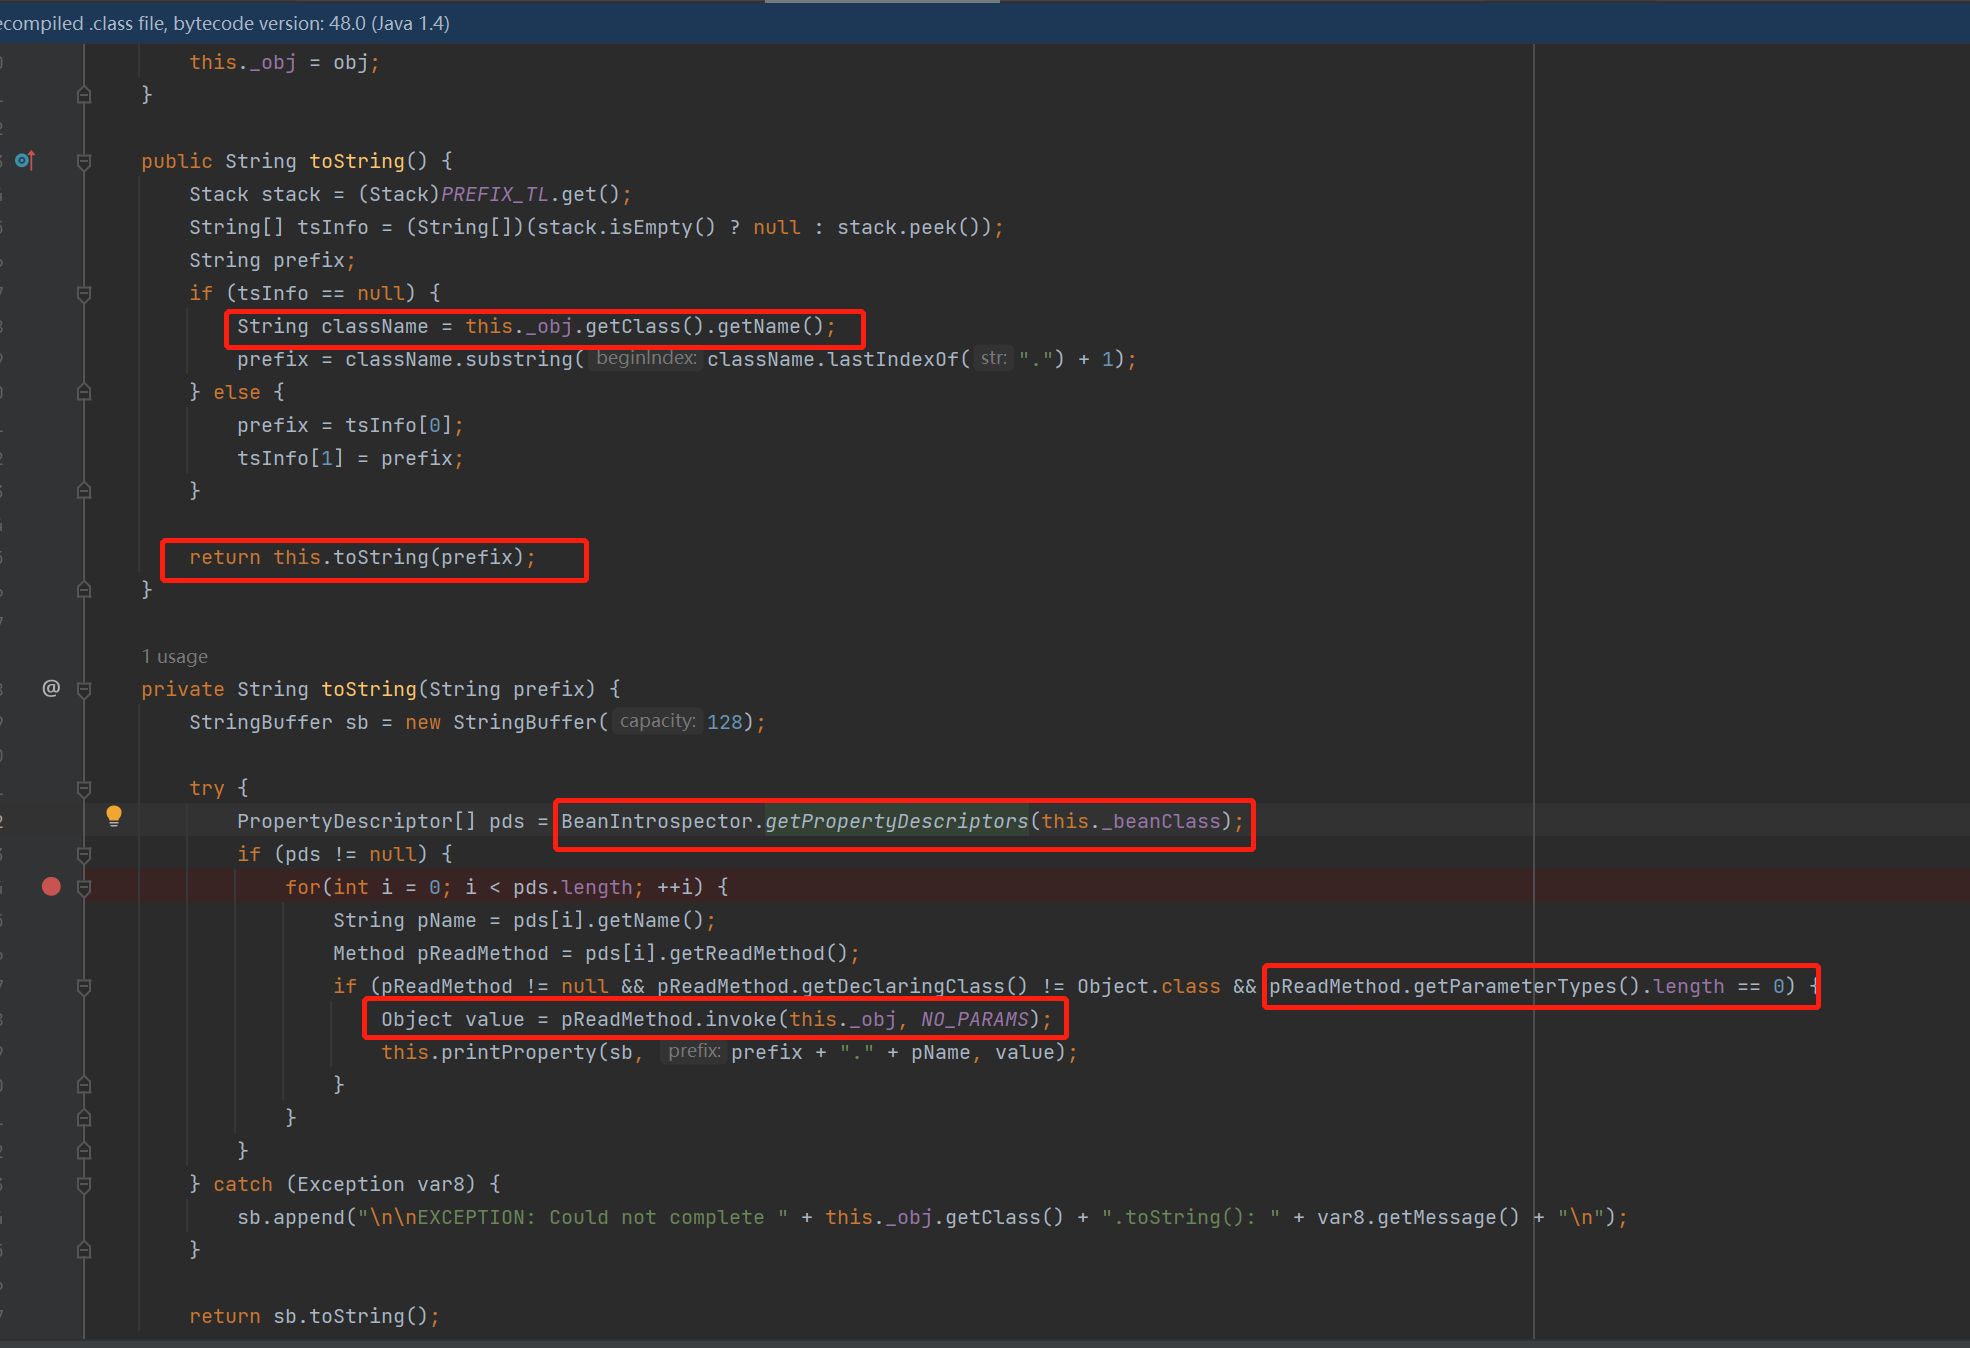 ecompiled .class file, bytecode version: 48.0 (Java 1.4)
this._obj = obj;
}
public String toString() {
Stack stack = (Stack)PREFIX_TL.get();
String[] tsInfo = (String[])(stack.isEmpty() ? null : stack.peek());
String prefix;
if (tsInfo == null) {
String className = this._obj.getClass().getName();
prefix = className.substring( beginIndex: className.lastIndexOf( str: ".") + 1);
} else {
prefix = tsInfo[0];
tsInfo[1] = prefix;
}
return this.toString(prefix);
}
1 usage
@ private String toString(String prefix) {
StringBuffer sb = new StringBuffer( capacity: 128);
try {
PropertyDescriptor[] pds = BeanIntrospector.getPropertyDescriptors(this._beanClass);
if (pds != null) {
for(int i = 0; i < pds.length; ++i) {
String pName = pds[i].getName();
Method pReadMethod = pds[i].getReadMethod();
if (pReadMethod != null && pReadMethod.getDeclaringClass() != Object.class && pReadMethod.getParameterTypes().length == 0) {
Object value = pReadMethod.invoke(this._obj, NO_PARAMS);
this.printProperty(sb, prefix: prefix + "." + pName, value);
}
}
}
} catch (Exception var8) {
sb.append("\n\nEXCEPTION: Could not complete " + this._obj.getClass() + ".toString(): " + var8.getMessage() + "\n");
}
return sb.toString();